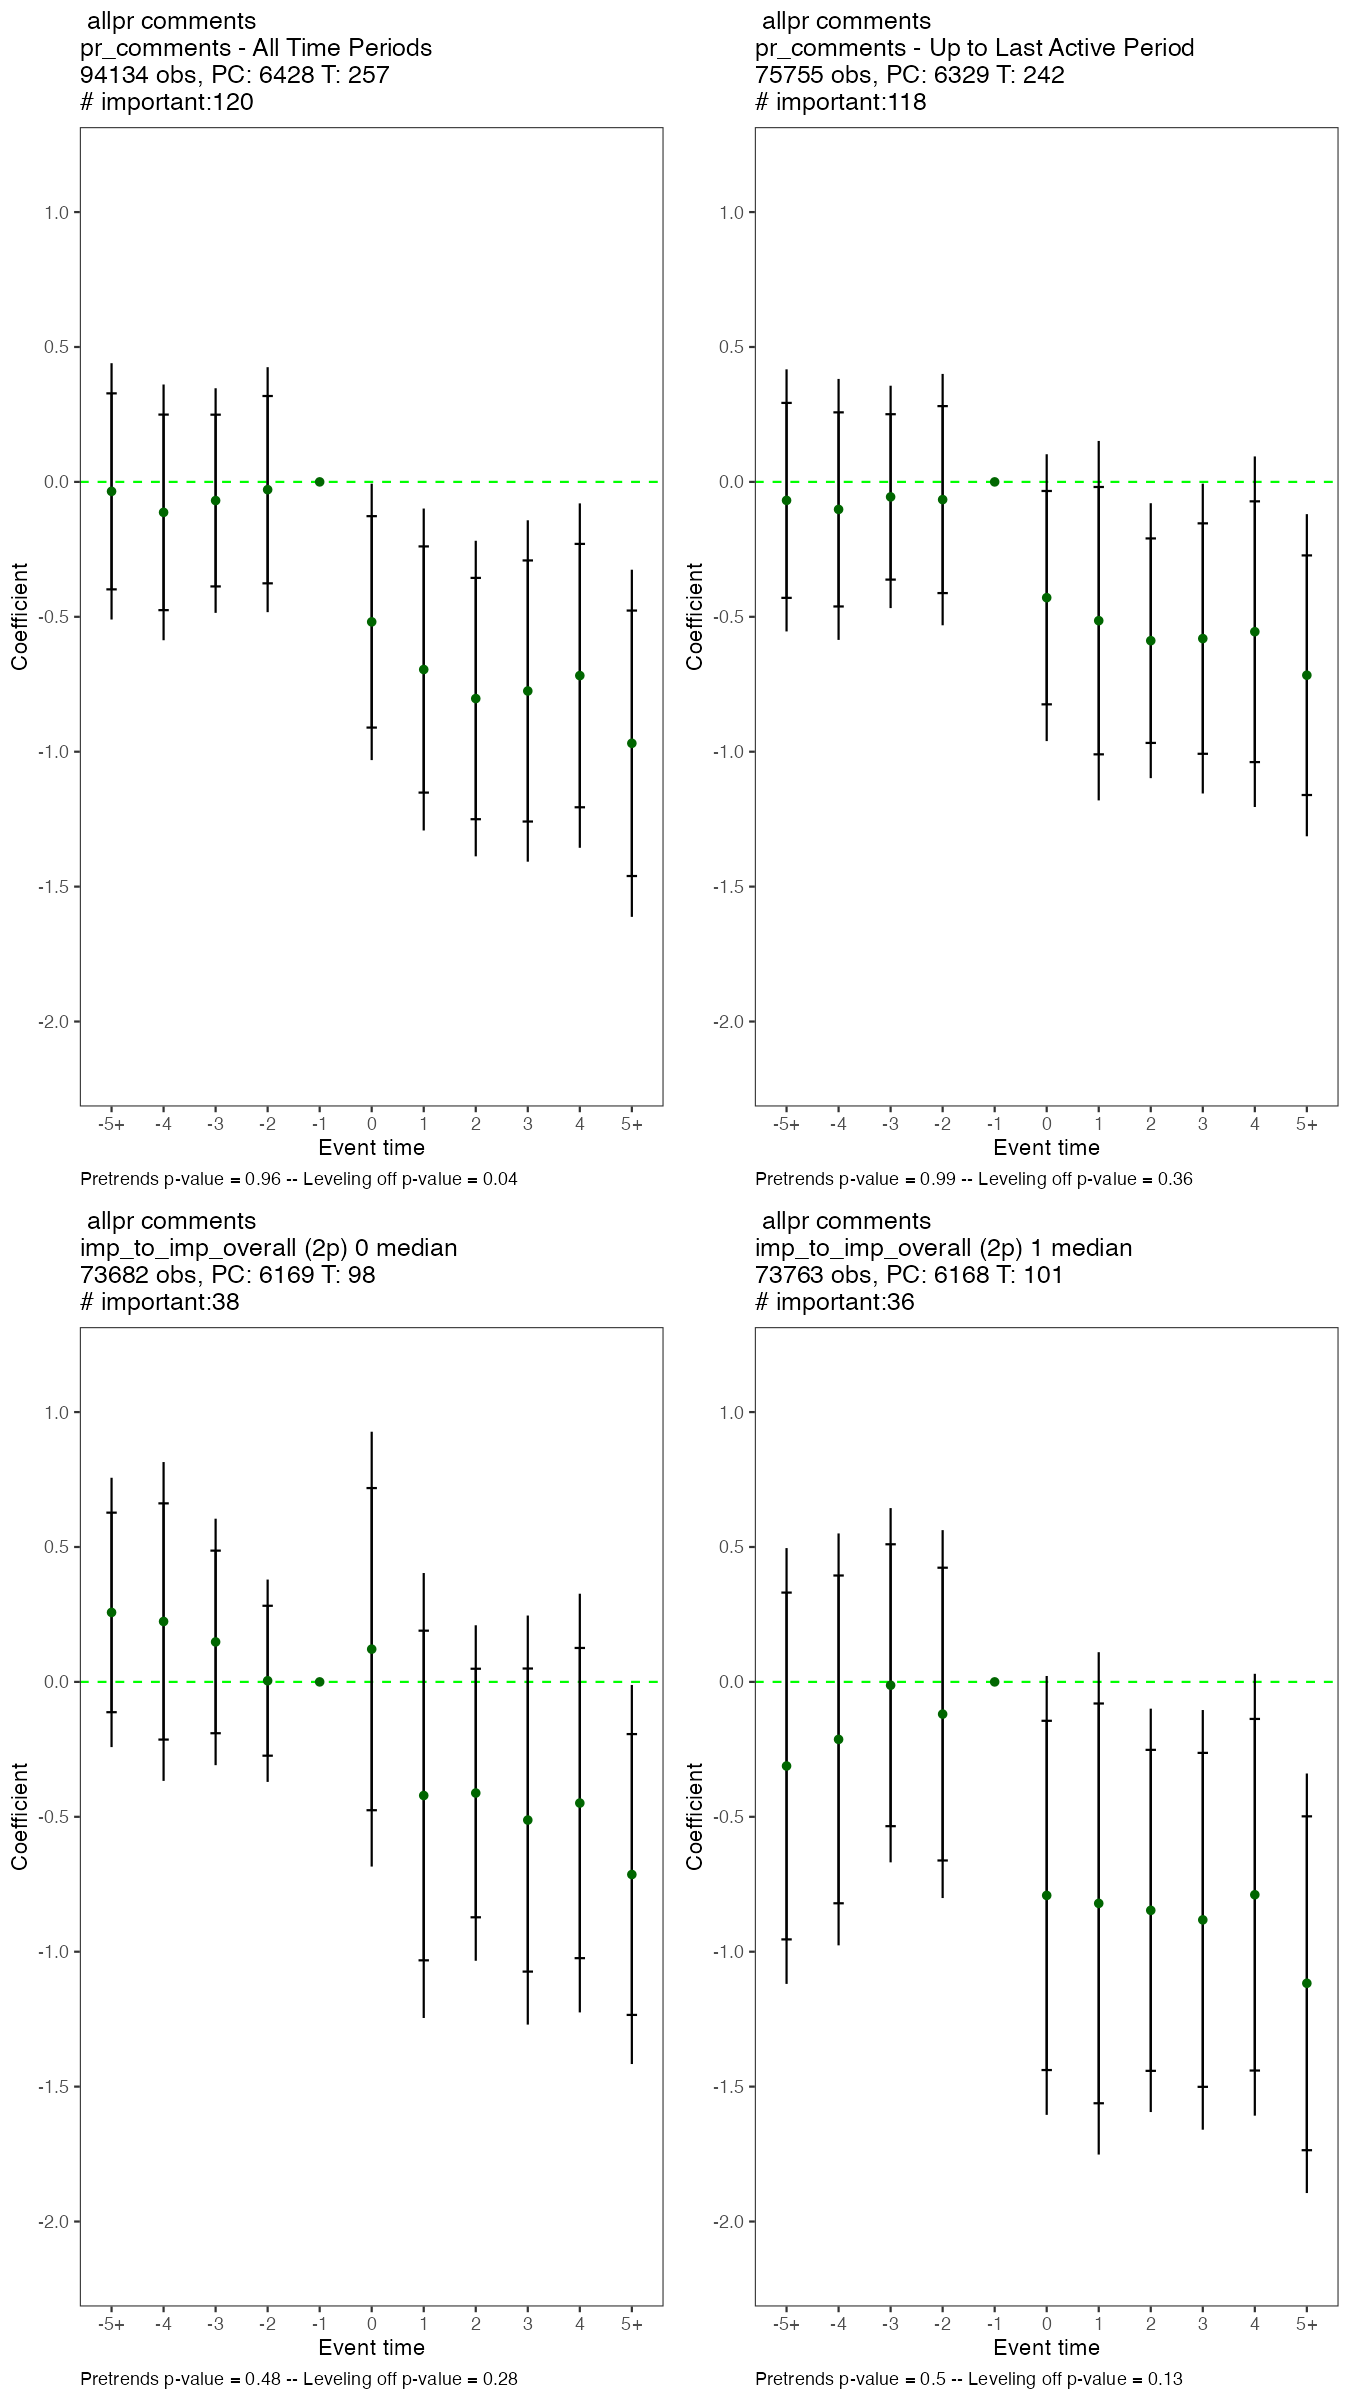 allpr comments
pr_comments - All Time Periods
94134 obs, PC: 6428 T: 257
# important:120
1.0
0.5
0.0
-0.5
-1.0
-1.5
-2.0
Coefficient
-5+ -4 -3 -2 -1 0 1 2 3 4 5+
Event time
Pretrends p-value = 0.96 -- Leveling off p-value = 0.04
allpr comments
pr_comments - Up to Last Active Period
75755 obs, PC: 6329 T: 242
# important:118
1.0
0.5
0.0
-0.5
-1.0
-1.5
-2.0
Coefficient
-5+ -4 -3 -2 -1 0 1 2 3 4 5+
Event time
Pretrends p-value = 0.99 -- Leveling off p-value = 0.36
allpr comments
imp_to_imp_overall (2p) 0 median
73682 obs, PC: 6169 T: 98
# important:38
1.0
0.5
0.0
-0.5
-1.0
-1.5
-2.0
Coefficient
-5+ -4 -3 -2 -1 0 1 2 3 4 5+
Event time
Pretrends p-value = 0.48 -- Leveling off p-value = 0.28
allpr comments
imp_to_imp_overall (2p) 1 median
73763 obs, PC: 6168 T: 101
# important:36
1.0
0.5
0.0
-0.5
-1.0
-1.5
-2.0
Coefficient
-5+ -4 -3 -2 -1 0 1 2 3 4 5+
Event time
Pretrends p-value = 0.5 -- Leveling off p-value = 0.13